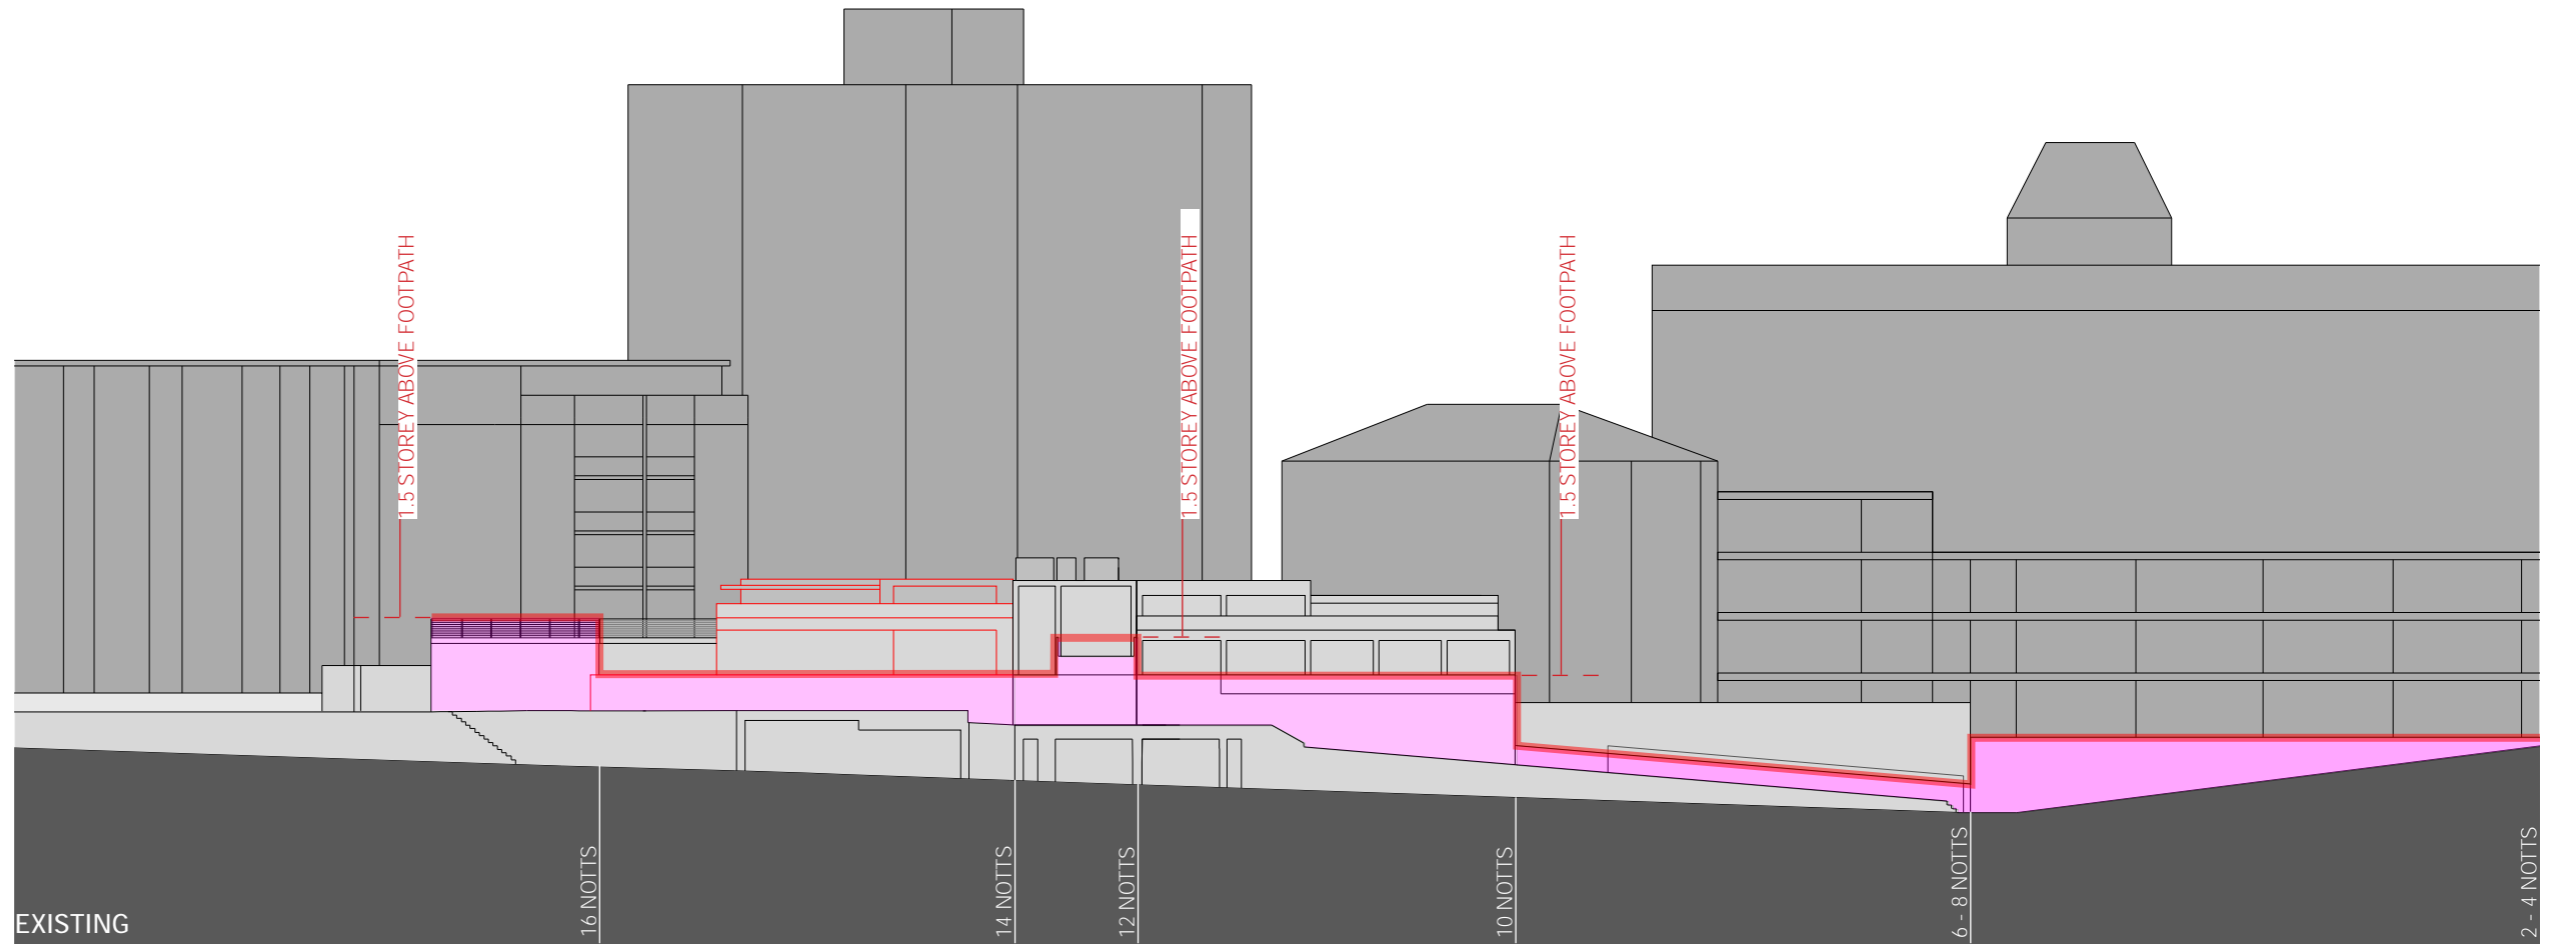 1.5 STOREY ABOVE FOOTPATH
1.5 STOREY ABOVE FOOTPATH
1.5 STOREY ABOVE FOOTPATH
16 NOTTS
14 NOTTS
12 NOTTS
10 NOTTS
6 - 8 NOTTS
2 - 4 NOTTS
EXISTING